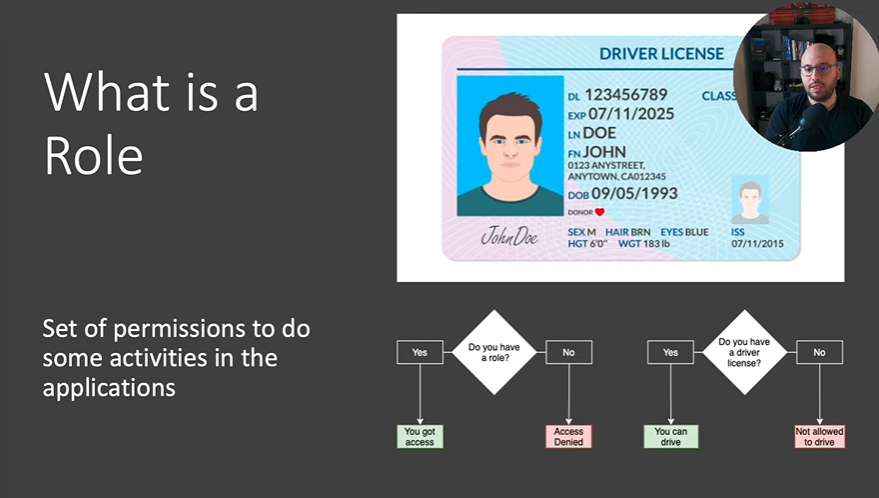 What is a
Role
Set of permissions to do
some activities in the
applications
DRIVER LICENSE
DL 123456789
CLASS
EXP 07/11/2025
LN DOE
FN JOHN
0123 ANYSTREET,
ANYTOWN, CA012345
DOB 09/05/1993
DONOR
JohnDoe
SEX M HAIR BRN EYES BLUE
HGT 6'0" WGT 183 lb
ISS
07/11/2015
Yes
Do you have
a role?
No
You got
access
Access
Denied
Yes
Do you have
a driver
license?
No
You can
drive
Not allowed
to drive